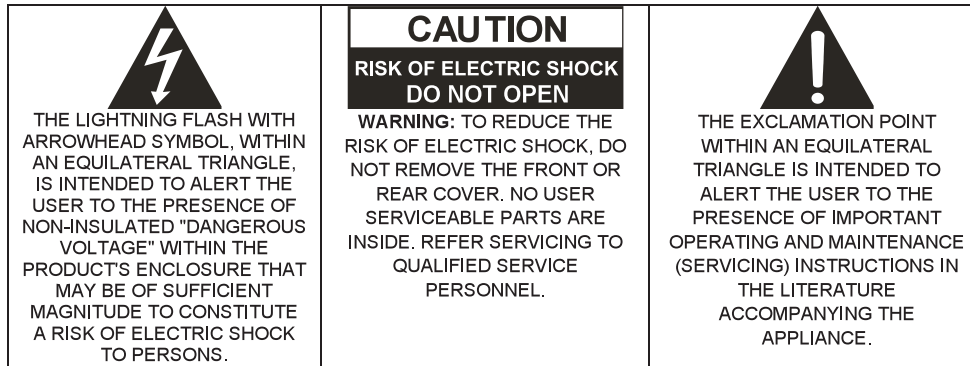 THE LIGHTNING FLASH WITH
ARROWHEAD SYMBOL, WITHIN
AN EQUILATERAL TRIANGLE,
IS INTENDED TO ALERT THE
USER TO THE PRESENCE OF
NON-INSULATED "DANGEROUS
VOLTAGE" WITHIN THE
PRODUCT'S ENCLOSURE THAT
MAY BE OF SUFFICIENT
MAGNITUDE TO CONSTITUTE
A RISK OF ELECTRIC SHOCK
TO PERSONS.
CAUTION
RISK OF ELECTRIC SHOCK
DO NOT OPEN
WARNING: TO REDUCE THE
RISK OF ELECTRIC SHOCK, DO
NOT REMOVE THE FRONT OR
REAR COVER. NO USER
SERVICEABLE PARTS ARE
INSIDE. REFER SERVICING TO
QUALIFIED SERVICE
PERSONNEL.
THE EXCLAMATION POINT
WITHIN AN EQUILATERAL
TRIANGLE IS INTENDED TO
ALERT THE USER TO THE
PRESENCE OF IMPORTANT
OPERATING AND MAINTENANCE
(SERVICING) INSTRUCTIONS IN
THE LITERATURE
ACCOMPANYING THE
APPLIANCE.